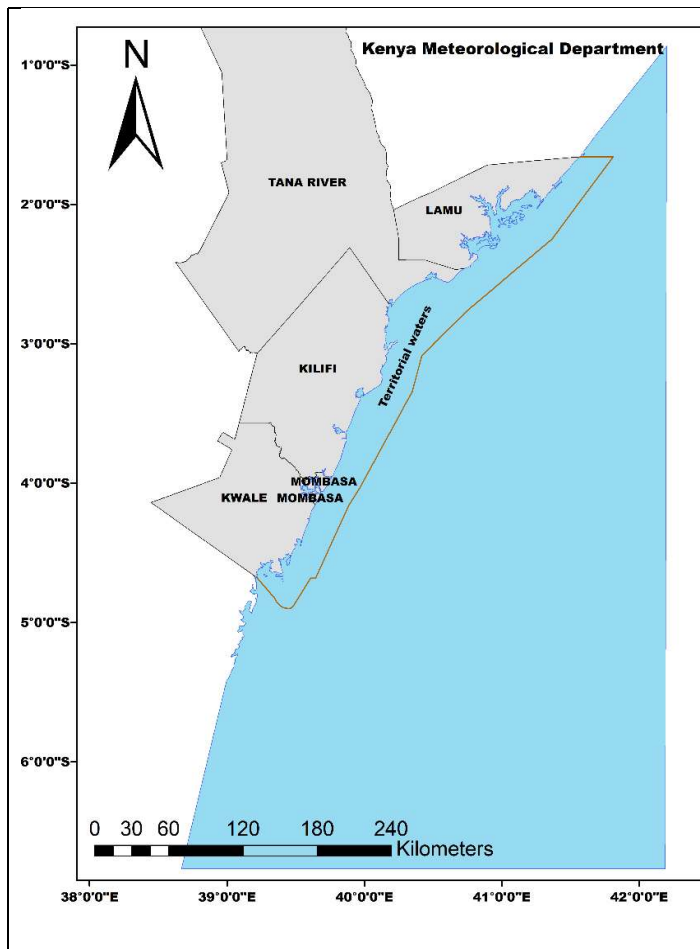 Kenya Meteorological Department
N
1°0'0"S
2°0'0"S
3°0'0"S
4°0'0"S
5°0'0"S
6°0'0"S
TANA RIVER
LAMU
KILIFI
Territorial waters
MOMBASA
KWALE MOMBASA
0 30 60 120 180 240
Kilometers
38°0'0"E 39°0'0"E 40°0'0"E 41°0'0"E 42°0'0"E